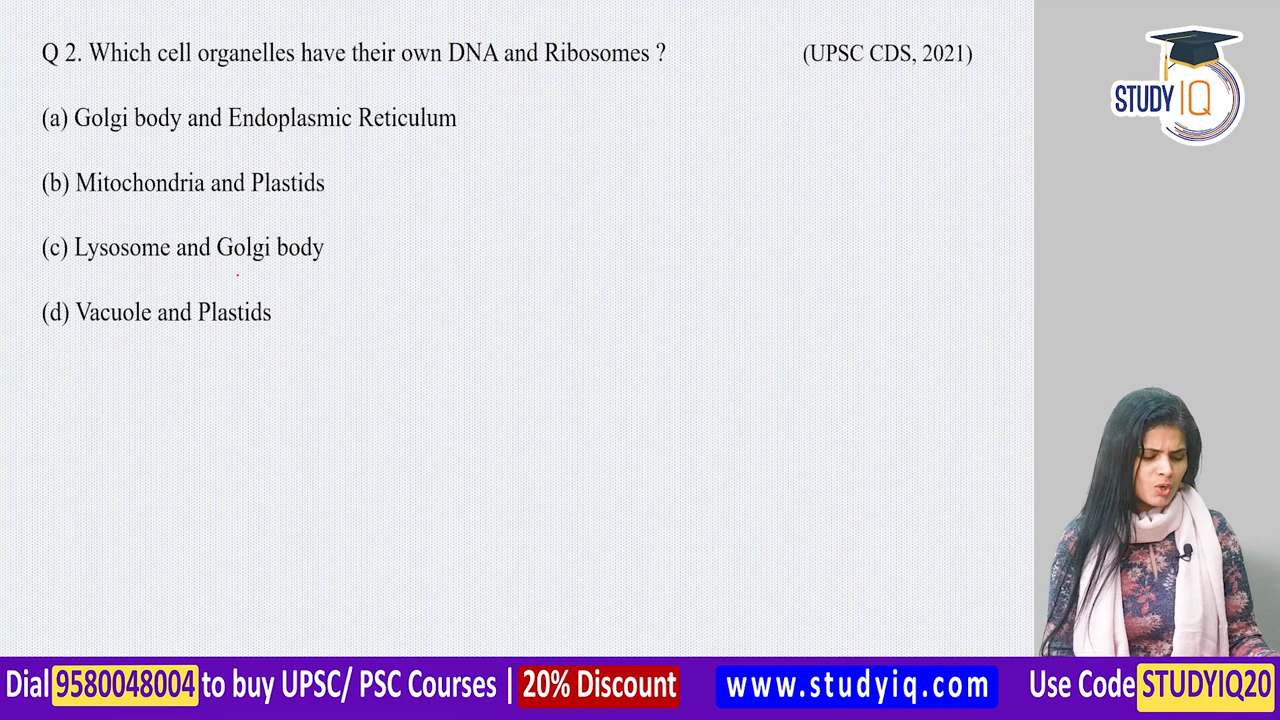 Q 2. Which cell organelles have their own DNA and Ribosomes ? (UPSC CDS, 2021)
STUDY IQ
(a) Golgi body and Endoplasmic Reticulum
(b) Mitochondria and Plastids
(c) Lysosome and Golgi body
(d) Vacuole and Plastids
Dial 9580048004 to buy UPSC/ PSC Courses | 20% Discount www.studyiq.com Use Code STUDYIQ20